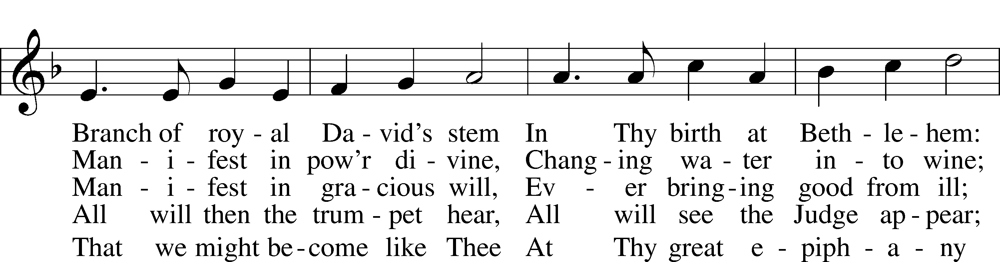 Branch of roy - al Da - vid's stem In Thy birth at Beth - le - hem:
Man - i - fest in pow'r di - vine, Chang - ing wa - ter in - to wine;
Man - i - fest in gra - cious will, Ev - er bring - ing good from ill;
All will then the trum - pet hear, All will see the Judge ap - pear;
That we might be - come like Thee At Thy great e - piph - a - ny